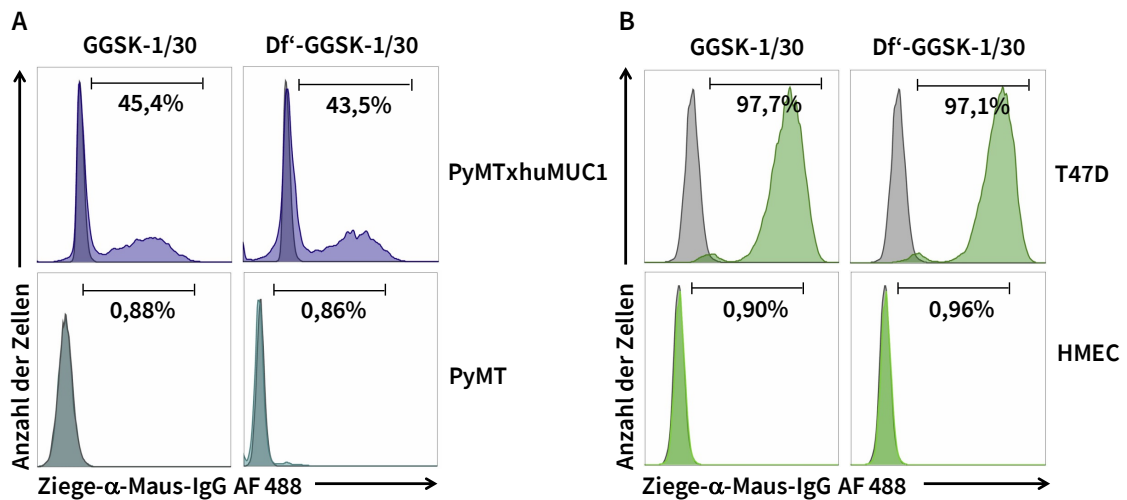 A
GGSK-1/30
Df‘-GGSK-1/30
45,4%
43,5%
PyMTxhuMUC1
0,88%
0,86%
PyMT
Anzahl der Zellen
Ziege-α-Maus-IgG AF 488
B
GGSK-1/30
Df‘-GGSK-1/30
97,7%
97,1%
T47D
0,90%
0,96%
HMEC
Anzahl der Zellen
Ziege-α-Maus-IgG AF 488